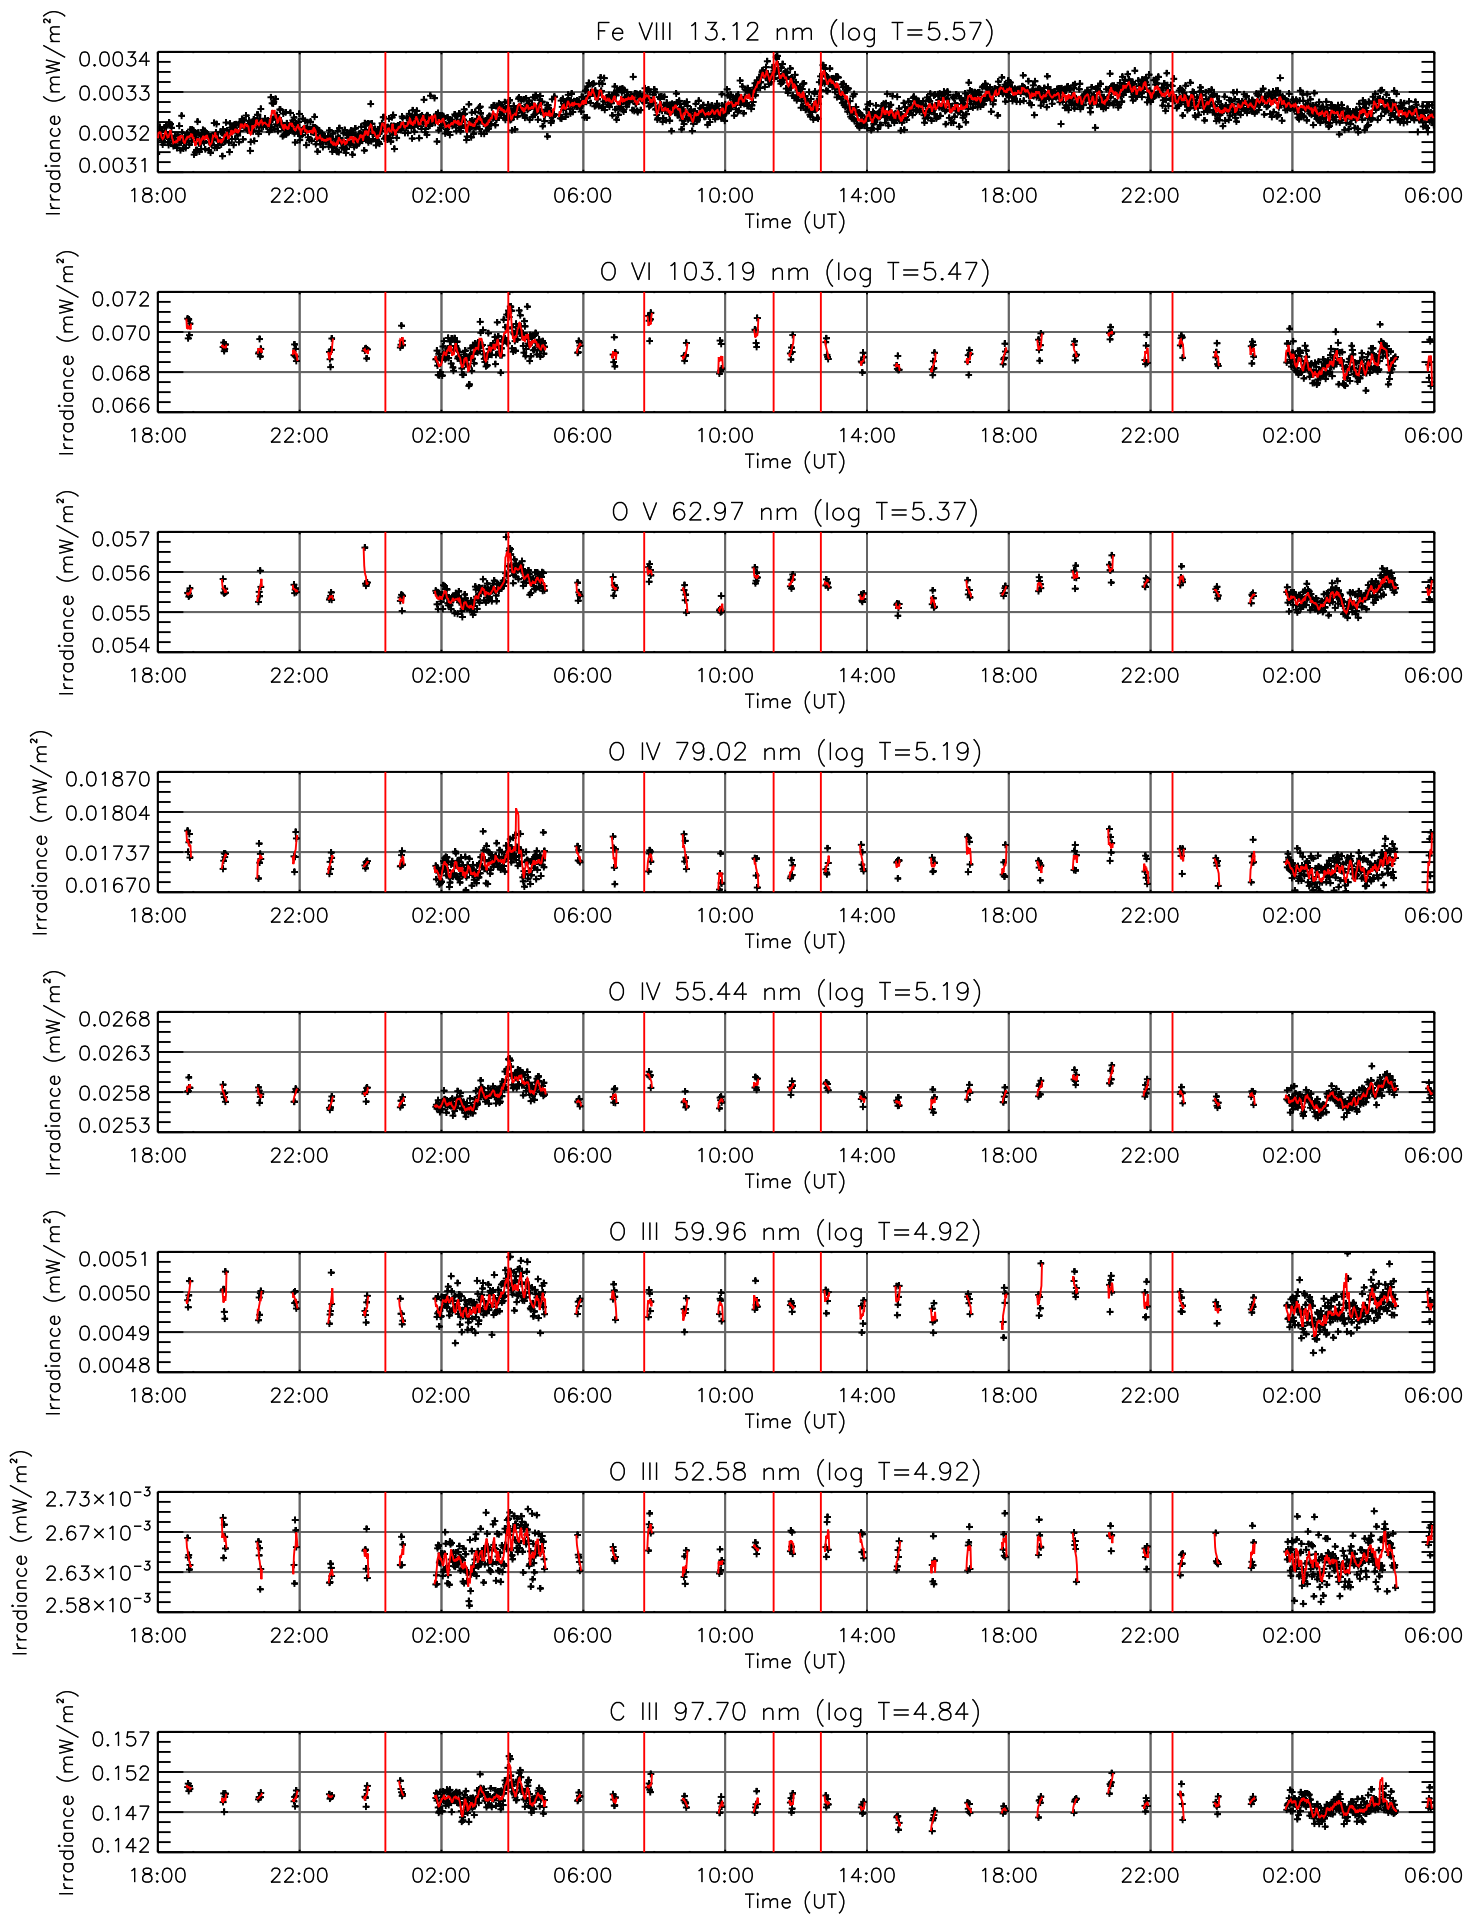 Fe VIII 13.12 nm (log T=5.57)
Irradiance (mW/m²)
0.0034
0.0033
0.0032
0.0031
18:00 22:00 02:00 06:00 10:00 14:00 18:00 22:00 02:00 06:00
Time (UT)
O VI 103.19 nm (log T=5.47)
Irradiance (mW/m²)
0.072
0.070
0.068
0.066
18:00 22:00 02:00 06:00 10:00 14:00 18:00 22:00 02:00 06:00
Time (UT)
O V 62.97 nm (log T=5.37)
Irradiance (mW/m²)
0.057
0.056
0.055
0.054
18:00 22:00 02:00 06:00 10:00 14:00 18:00 22:00 02:00 06:00
Time (UT)
O IV 79.02 nm (log T=5.19)
Irradiance (mW/m²)
0.01870
0.01804
0.01737
0.01670
18:00 22:00 02:00 06:00 10:00 14:00 18:00 22:00 02:00 06:00
Time (UT)
O IV 55.44 nm (log T=5.19)
Irradiance (mW/m²)
0.0268
0.0263
0.0258
0.0253
18:00 22:00 02:00 06:00 10:00 14:00 18:00 22:00 02:00 06:00
Time (UT)
O III 59.96 nm (log T=4.92)
Irradiance (mW/m²)
0.0051
0.0050
0.0049
0.0048
18:00 22:00 02:00 06:00 10:00 14:00 18:00 22:00 02:00 06:00
Time (UT)
O III 52.58 nm (log T=4.92)
Irradiance (mW/m²)
2.73×10⁻³
2.67×10⁻³
2.63×10⁻³
2.58×10⁻³
18:00 22:00 02:00 06:00 10:00 14:00 18:00 22:00 02:00 06:00
Time (UT)
C III 97.70 nm (log T=4.84)
Irradiance (mW/m²)
0.157
0.152
0.147
0.142
18:00 22:00 02:00 06:00 10:00 14:00 18:00 22:00 02:00 06:00
Time (UT)